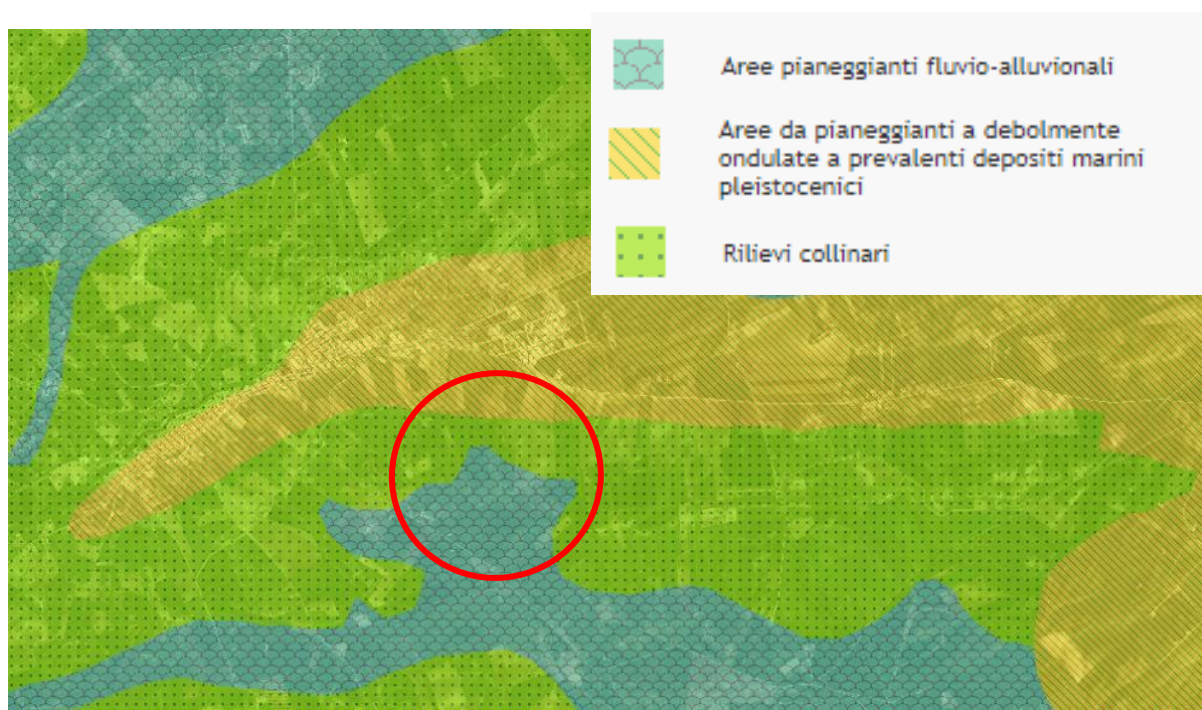 Aree pianeggianti fluvio-alluvionali
Aree da pianeggianti a debolmente
ondulate a prevalenti depositi marini
pleistocenici
Rilievi collinari